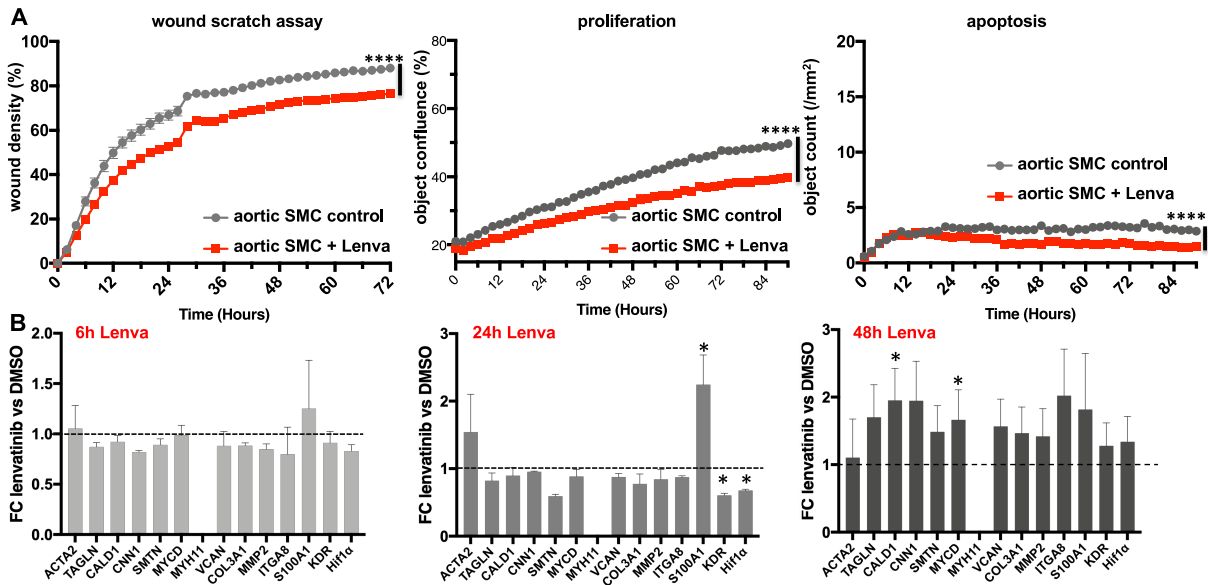 A
wound scratch assay
wound density (%)
100
80
60
40
20
0
0
12
24
36
48
60
72
Time (Hours)
****
aortic SMC control
aortic SMC + Lenva
proliferation
object confluence (%)
80
60
40
20
0
12
24
36
48
60
72
84
Time (Hours)
****
aortic SMC control
aortic SMC + Lenva
apoptosis
object count (/mm²)
20
15
10
5
0
0
12
24
36
48
60
72
84
Time (Hours)
aortic SMC control
aortic SMC + Lenva
****
B
6h Lenva
FC lenvatinib vs DMSO
2.0
1.5
1.0
0.5
0.0
ACTA2
TAGLN
CALD1
CNN1
SMTN
MYCD
MYH11
VCAN
COL3A1
MMP2
ITGA8
S100A1
KDR
Hif1α
24h Lenva
FC lenvatinib vs DMSO
3
2
1
0
*
*
*
ACTA2
TAGLN
CALD1
CNN1
SMTN
MYCD
MYH11
VCAN
COL3A1
MMP2
ITGA8
S100A1
KDR
Hif1α
48h Lenva
FC lenvatinib vs DMSO
3
2
1
0
*
*
ACTA2
TAGLN
CALD1
CNN1
SMTN
MYCD
MYH11
VCAN
COL3A1
MMP2
ITGA8
S100A1
KDR
Hif1α